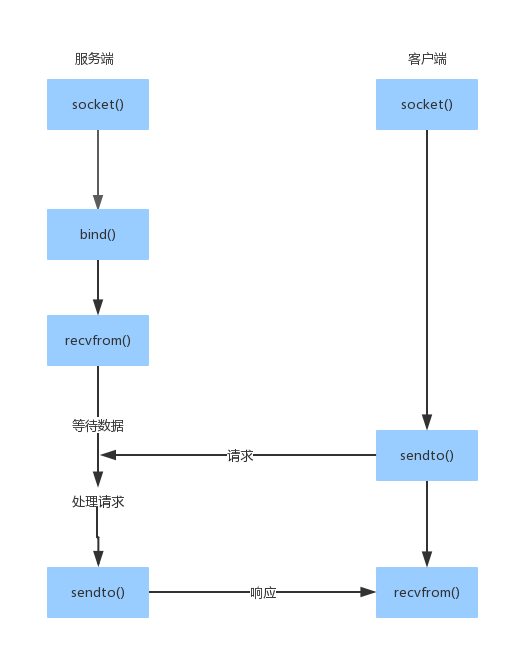 服务端
客户端
socket()
socket()
bind()
recvfrom()
等待数据
请求
sendto()
处理请求
sendto()
响应
recvfrom()